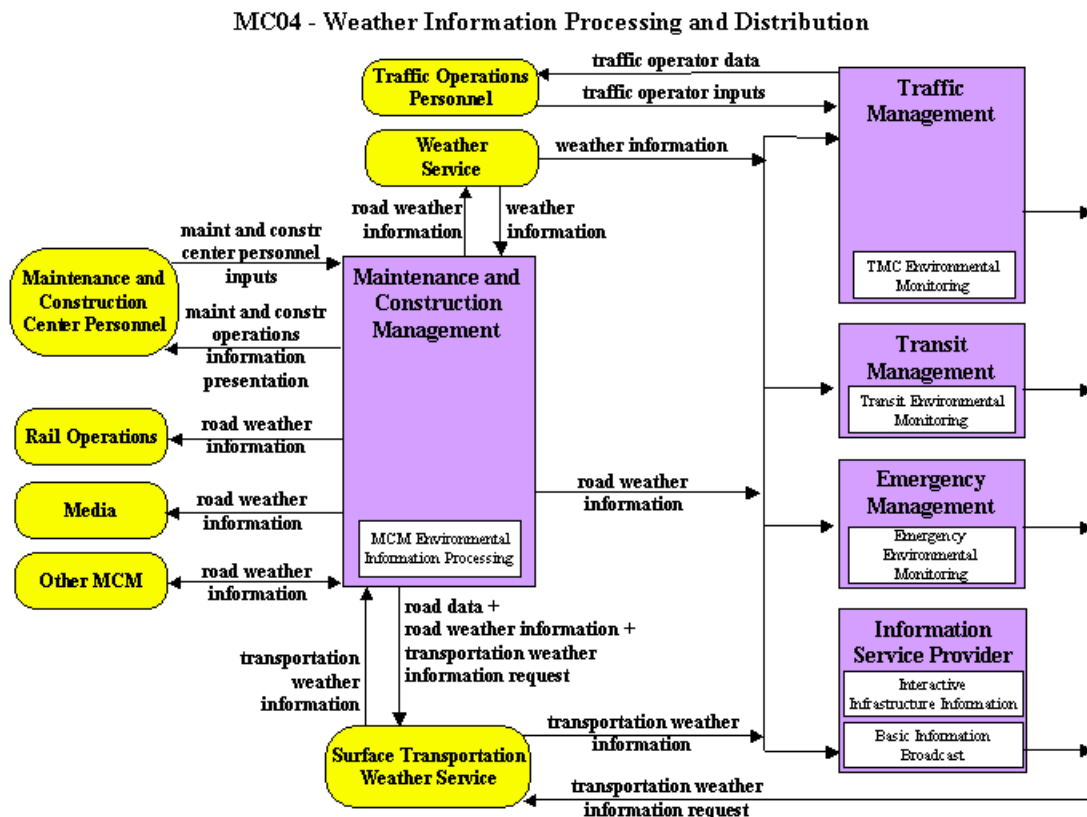 MC04 - Weather Information Processing and Distribution
traffic operator data
Traffic Operations
Personnel
traffic operator inputs
Traffic
Management
Weather
Service
weather information
road weather
information
weather
information
TMC Environmental
Monitoring
maint and constr
center personnel
inputs
Maintenance and
Construction
Center Personnel
maint and constr
operations
information
presentation
Maintenance and
Construction
Management
Transit
Management
Transit Environmental
Monitoring
Rail Operations
road weather
information
Media
road weather
information
road weather
information
Emergency
Management
Emergency
Environmental
Monitoring
MCM Environmental
Information Processing
Other MCM
road weather
information
road data +
road weather information +
transportation weather
information request
transportation
weather
information
Information
Service Provider
Interactive
Infrastructure Information
Basic Information
Broadcast
Surface Transportation
Weather Service
transportation weather
information
transportation weather
information request